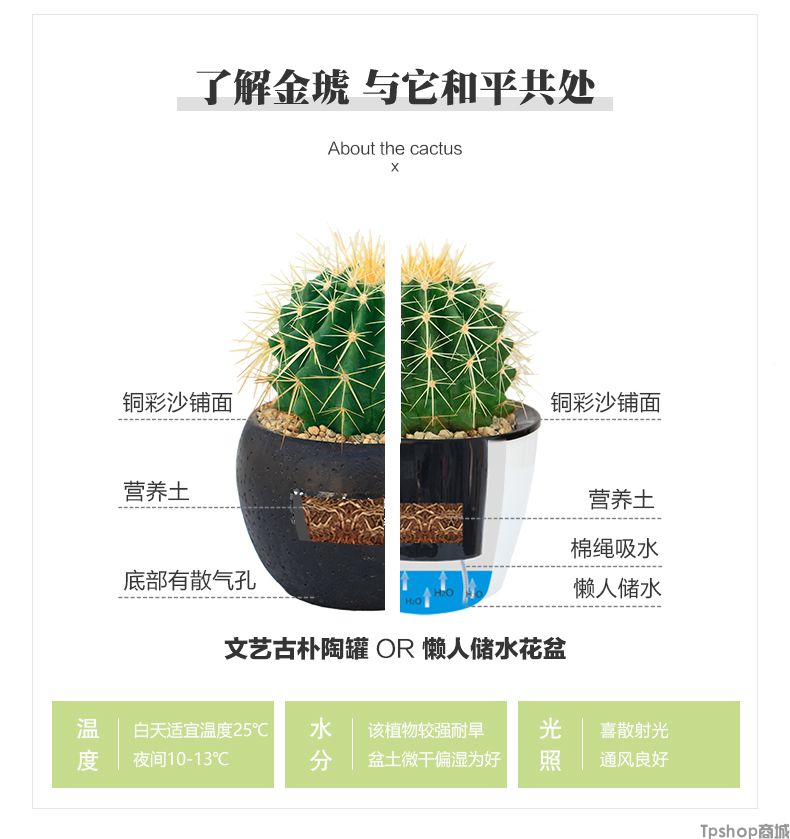 了解金琥 与它和平共处
About the cactus
x
铜彩沙铺面
铜彩沙铺面
营养土
营养土
棉绳吸水
底部有散气孔
懒人储水
H₂O H₂O H₂O
文艺古朴陶罐 OR 懒人储水花盆
温度
白天适宜温度25℃
夜间10-13℃
水分
该植物较强耐旱
盆土微干偏湿为好
光照
喜散射光
通风良好
Tpshop商城